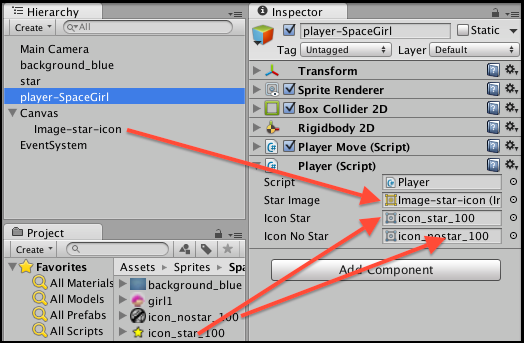 Hierarchy
Create
All
Main Camera
background_blue
star
player-SpaceGirl
Canvas
Image-star-icon
EventSystem
Project
Create
Favorites
All Materials
All Models
All Prefabs
All Scripts
Assets Sprites Spa
background_blue
girl1
icon_nostar_100
icon_star_100
Inspector
player-SpaceGirl Static
Tag Untagged Layer Default
Transform
Sprite Renderer
Box Collider 2D
Rigidbody 2D
Player Move (Script)
Player (Script)
Script Player
Star Image Image-star-icon (Ir
Icon Star icon_star_100
Icon No Star icon_nostar_100
Add Component